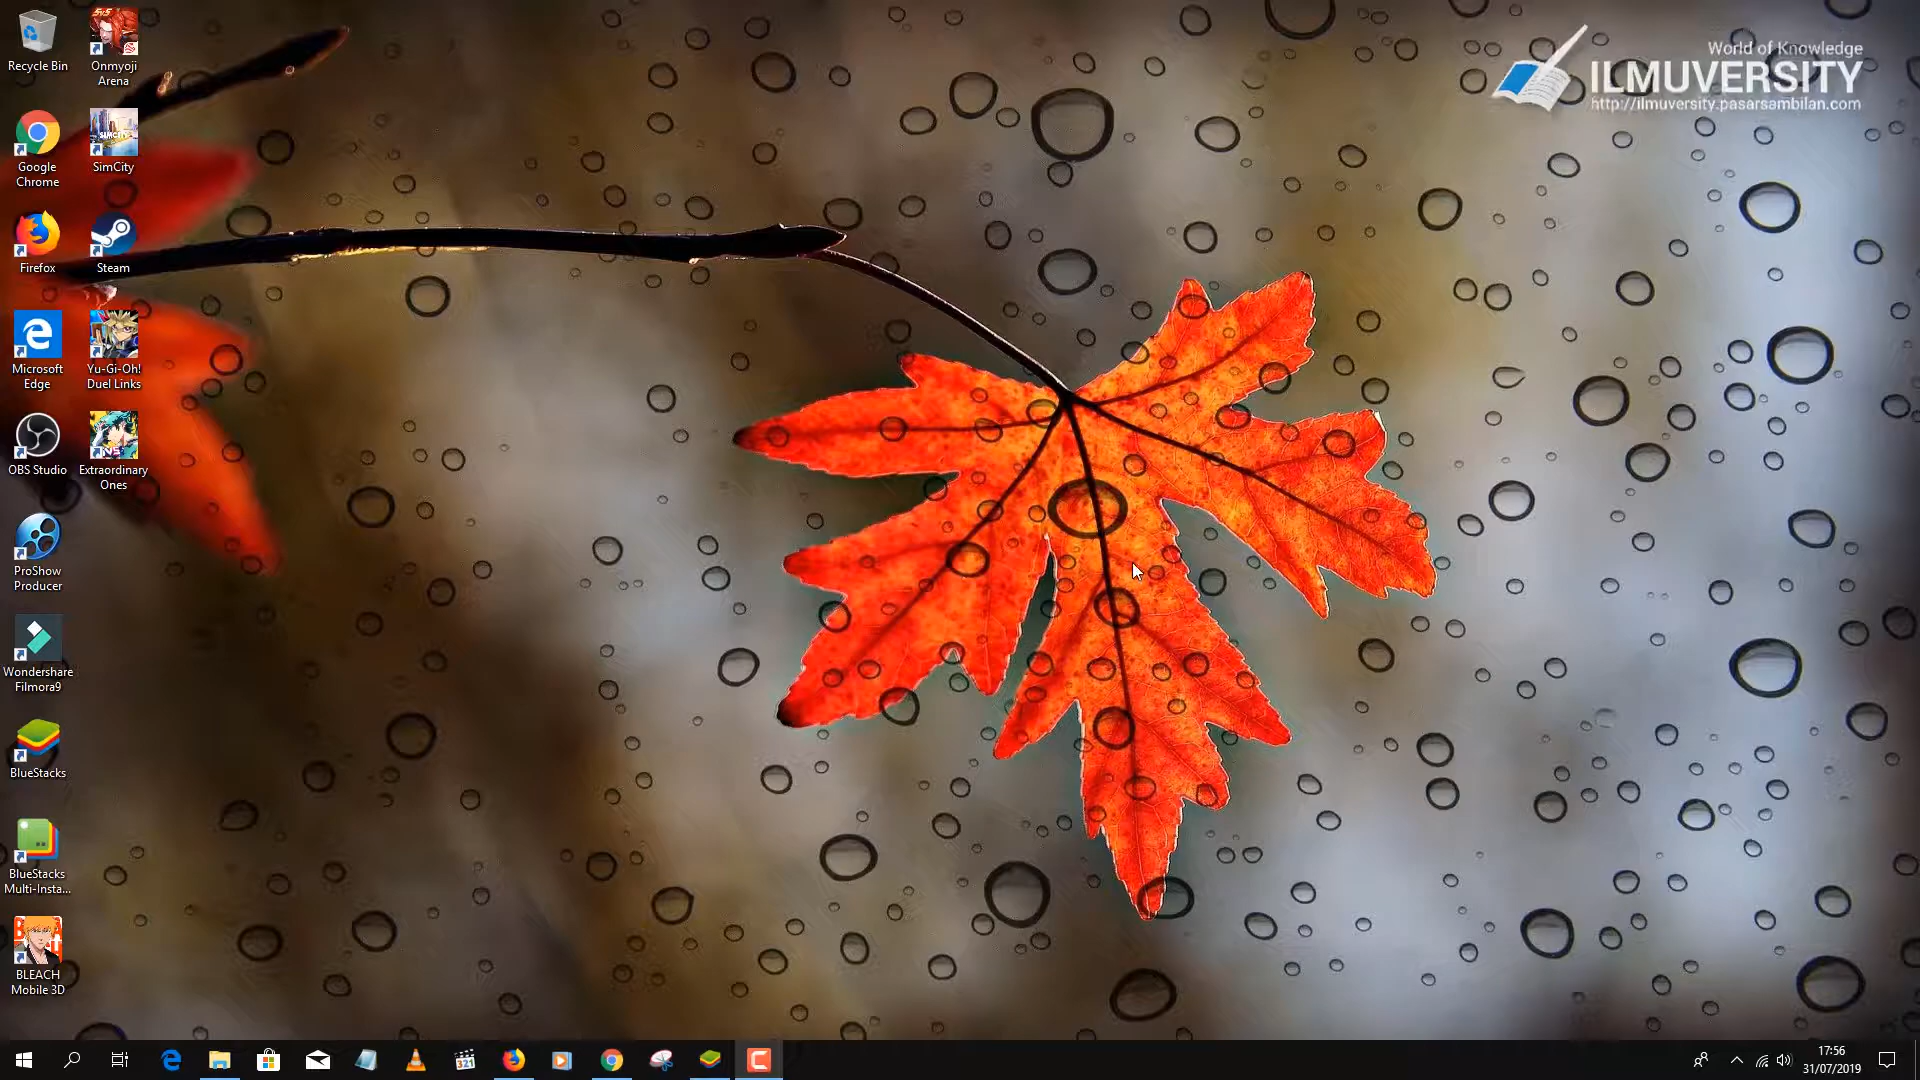 World of Knowledge
ILMUVERSITY
http://ilmuversity.pasarsambilan.com
Recycle Bin
Onmyoji
Arena
Google
Chrome
SimCity
Firefox
Steam
Microsoft
Edge
Yu-Gi-Oh!
Duel Links
OBS Studio
Extraordinary
Ones
ProShow
Producer
Wondershare
Filmora9
BlueStacks
BlueStacks
Multi-Insta...
BLEACH
Mobile 3D
321
17:56
31/07/2019